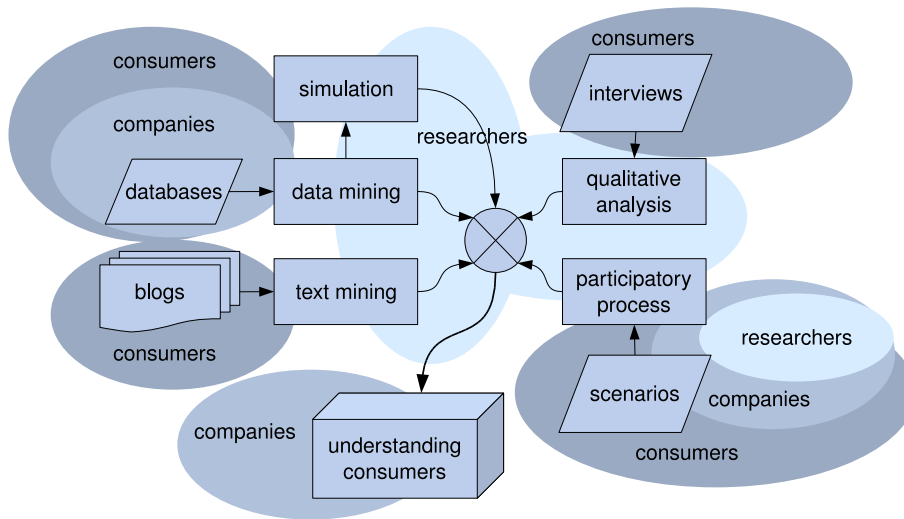 consumers
consumers
simulation
interviews
companies
researchers
databases
data mining
qualitative
analysis
blogs
text mining
participatory
process
consumers
researchers
scenarios
companies
companies
understanding
consumers
consumers